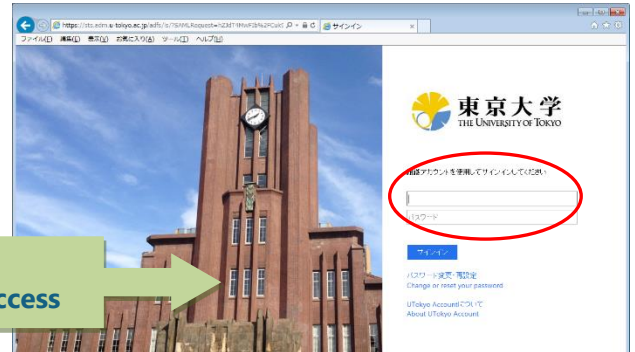 サインイン
ファイル(F) 編集(E) 表示(V) お気に入り(A) ツール(T) ヘルプ(H)
東京大学
THE UNIVERSITY OF TOKYO
アカウントを使用してサインインしてください
パスワード
サインイン
パスワード変更・再設定
Change or reset your password
UTokyo Accountについて
About UTokyo Account
ccess